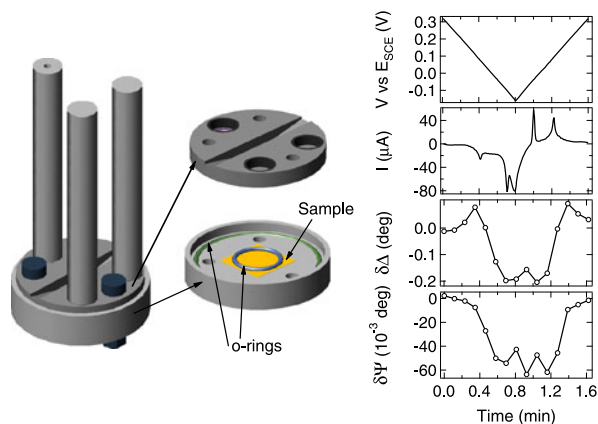 Sample
o-rings
V vs E_SCE (V)
0.3
0.2
0.1
0.0
-0.1
I (μA)
40
0
-40
-80
δΔ (deg)
0.0
-0.1
-0.2
δΨ (10⁻³ deg)
0
-20
-40
-60
0.0 0.4 0.8 1.2 1.6
Time (min)